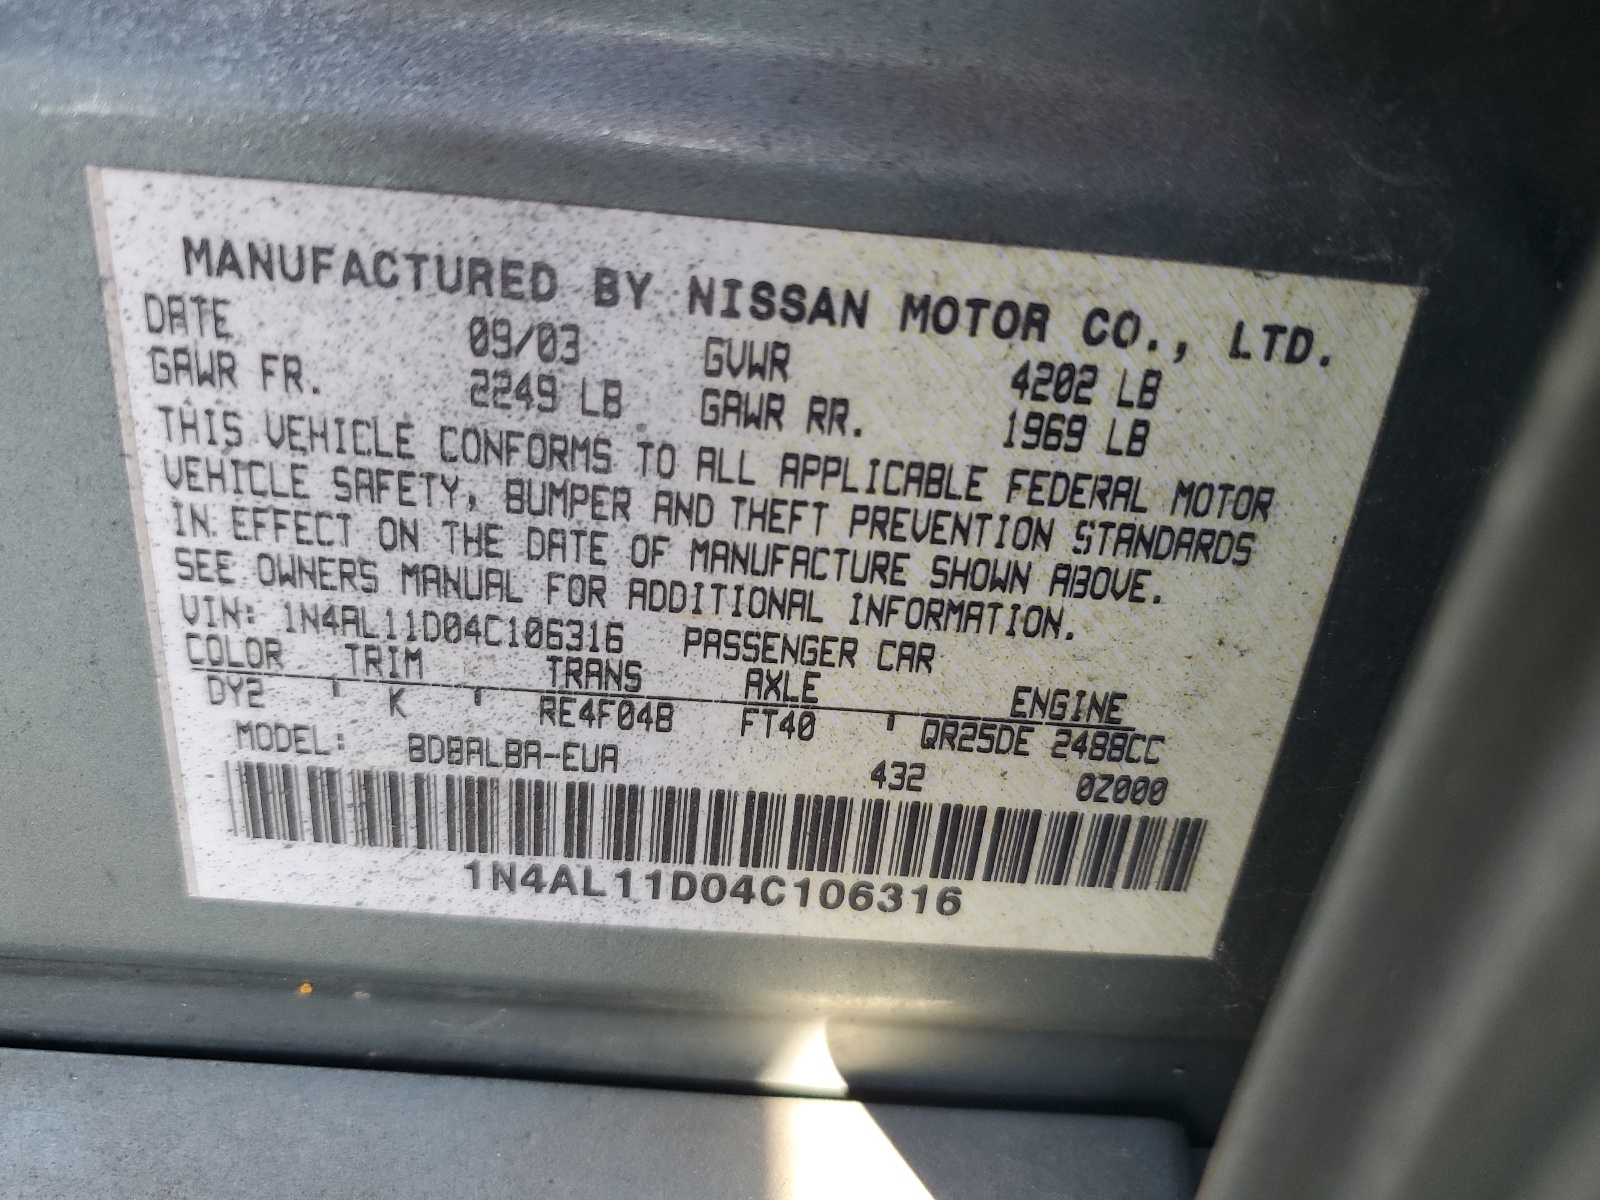 MANUFACTURED BY NISSAN MOTOR CO., LTD.
DATE 09/03 GVWR 4202 LB
GAWR FR. 2249 LB GAWR RR. 1969 LB
THIS VEHICLE CONFORMS TO ALL APPLICABLE FEDERAL MOTOR
VEHICLE SAFETY, BUMPER AND THEFT PREVENTION STANDARDS
IN EFFECT ON THE DATE OF MANUFACTURE SHOWN ABOVE.
SEE OWNERS MANUAL FOR ADDITIONAL INFORMATION.
VIN: 1N4AL11D04C106316 PASSENGER CAR
COLOR TRIM TRANS AXLE ENGINE
DY2 K RE4F04B FT40 QR25DE 2488CC
MODEL: BDBALBA-EUA 432 0Z000
1N4AL11D04C106316